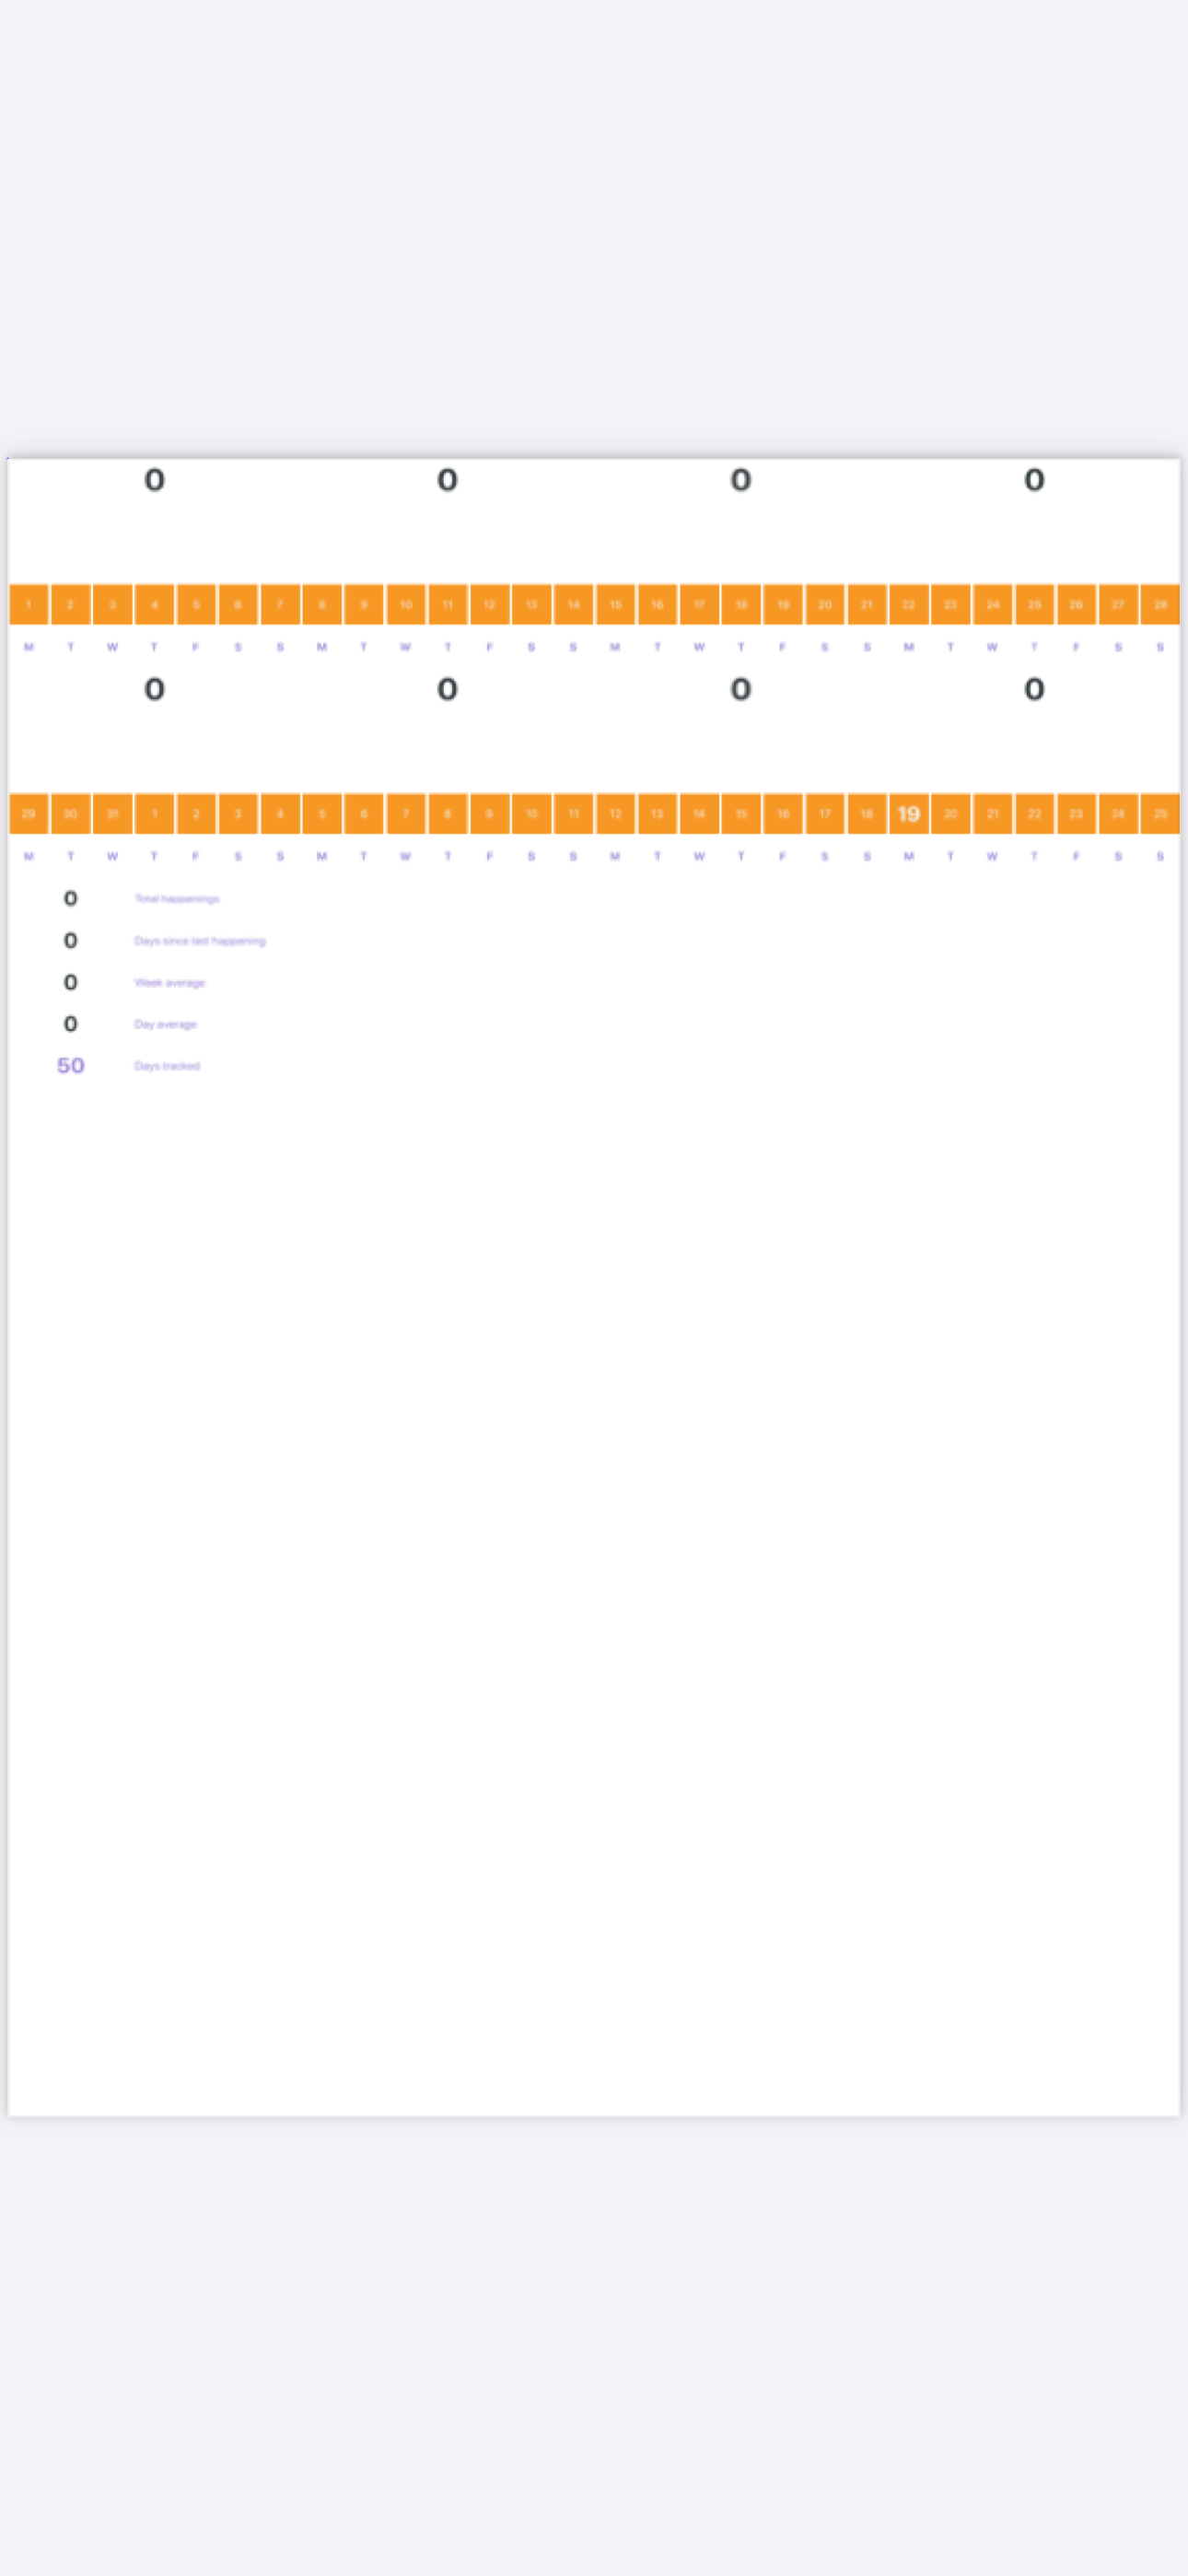 0 0 0 0
1 2 3 4 5 6 7 8 9 10 11 12 13 14 15 16 17 18 19 20 21 22 23 24 25 26 27 28
M T W T F S S M T W T F S S M T W T F S S M T W T F S S
0 0 0 0
29 30 31 1 2 3 4 5 6 7 8 9 10 11 12 13 14 15 16 17 18 19 20 21 22 23 24 25
M T W T F S S M T W T F S S M T W T F S S M T W T F S S
0 Total happenings
0 Days since last happening
0 Week average
0 Day average
50 Days tracked